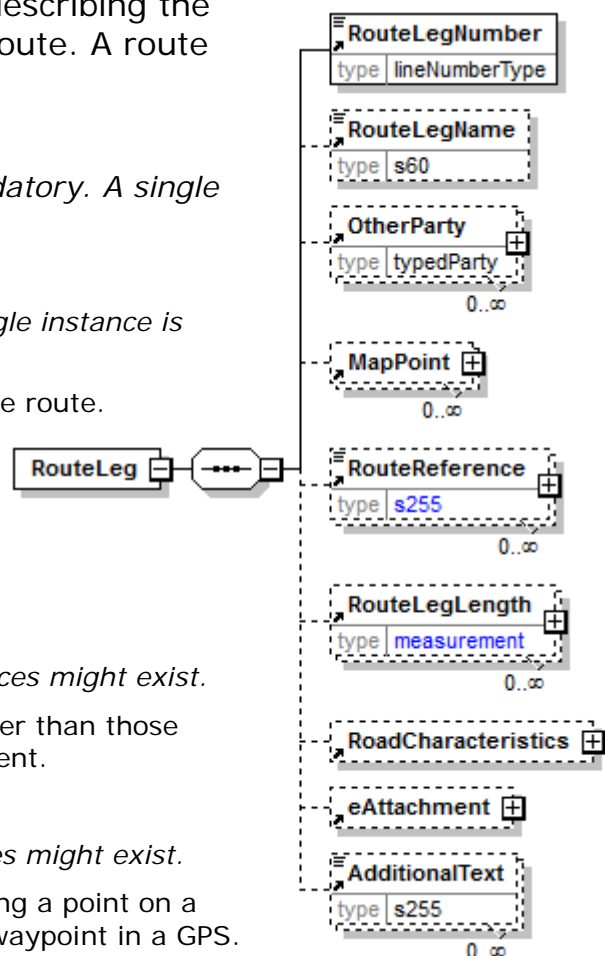 describing the
oute. A route
datory. A single
gle instance is
e route.
ces might exist.
er than those
ent.
es might exist.
ng a point on a
waypoint in a GPS.
RouteLeg
RouteLegNumber
type lineNumberType
RouteLegName
type s60
OtherParty
type typedParty
0..∞
MapPoint
0..∞
RouteReference
type s255
0..∞
RouteLegLength
type measurement
0..∞
RoadCharacteristics
eAttachment
AdditionalText
type s255
0..∞